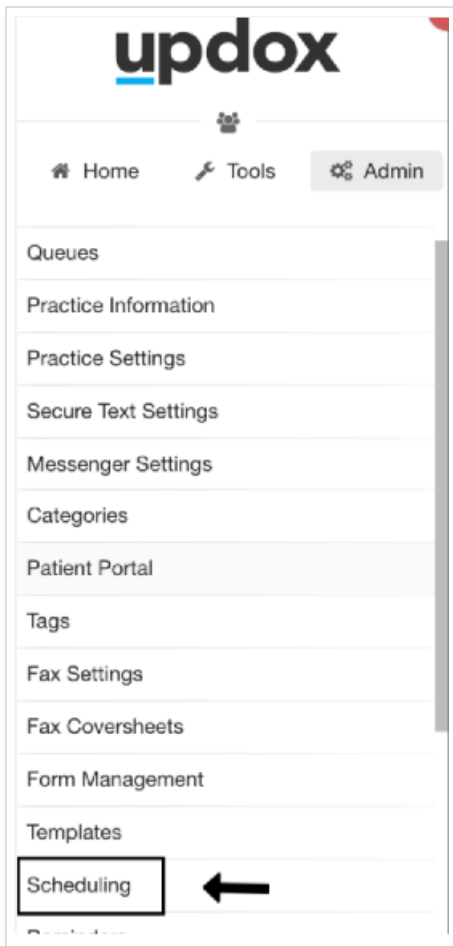 updox
Home Tools Admin
Queues
Practice Information
Practice Settings
Secure Text Settings
Messenger Settings
Categories
Patient Portal
Tags
Fax Settings
Fax Coversheets
Form Management
Templates
Scheduling